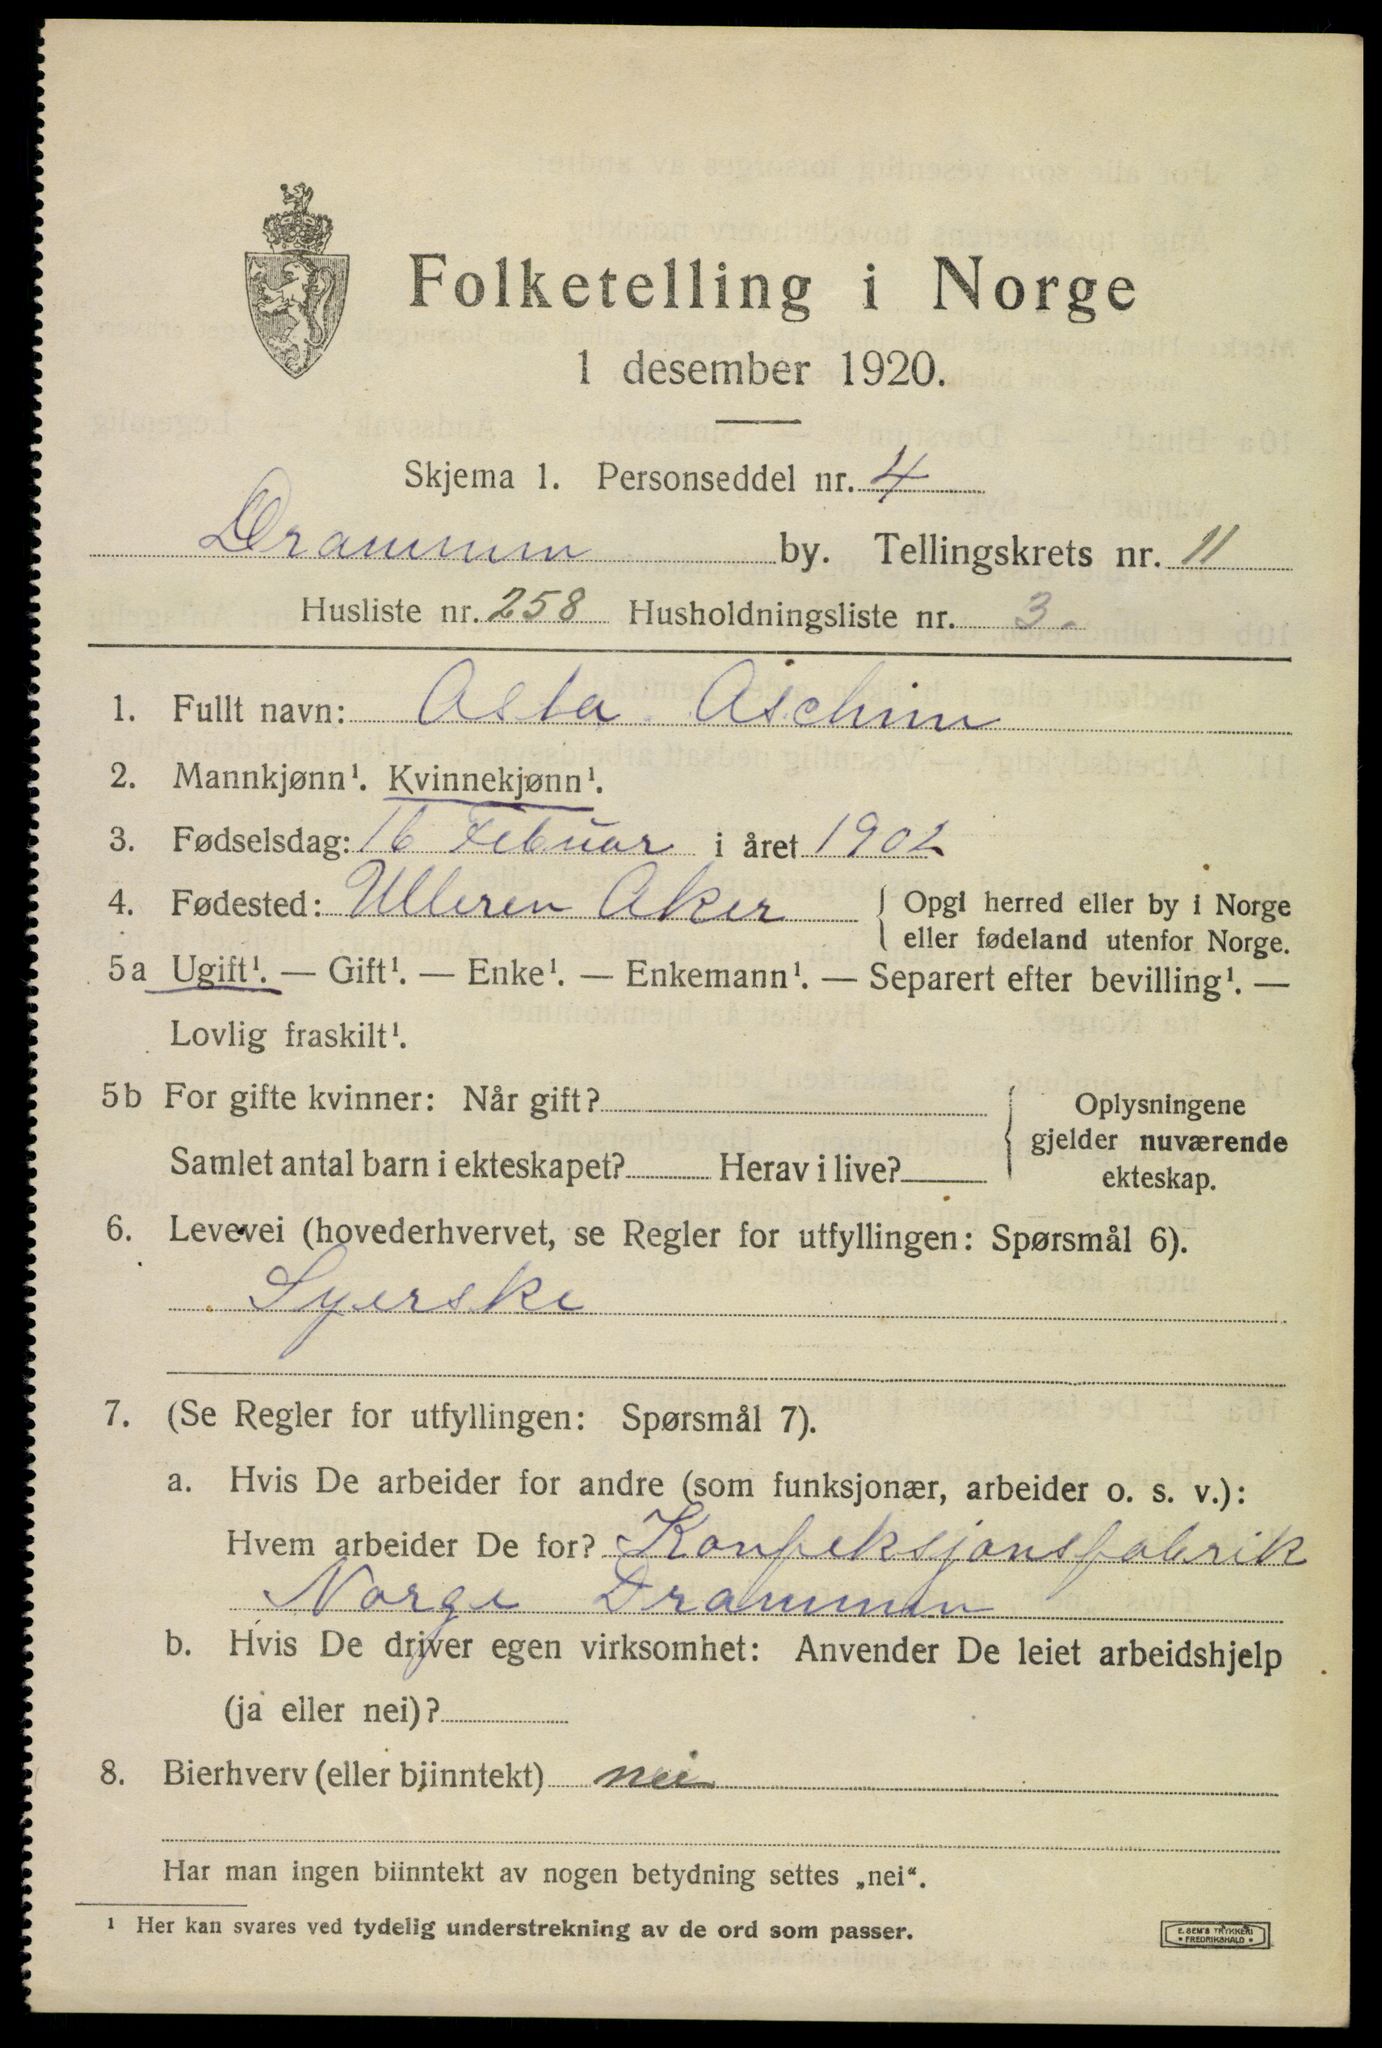 Folketelling i Norge
1 desember 1920.
Skjema 1. Personseddel nr. 4
Drammen by. Tellingskrets nr. 11
Husliste nr. 258 Husholdningsliste nr. 3.
1. Fullt navn: Asta Aschim
2. Mannkjønn¹. Kvinnekjønn¹.
3. Fødselsdag: 16 Februar i året 1902
4. Fødested: Ulleren Aker { Opgi herred eller by i Norge
eller fødeland utenfor Norge.
5a Ugift¹. — Gift¹. — Enke¹. — Enkemann¹. — Separert efter bevilling¹. —
Lovlig fraskilt¹.
5b For gifte kvinner: Når gift? { Oplysningene
gjelder nuværende
Samlet antal barn i ekteskapet? Herav i live?
ekteskap.
6. Levevei (hovederhvervet, se Regler for utfyllingen: Spørsmål 6).
Syerske
7. (Se Regler for utfyllingen: Spørsmål 7).
a. Hvis De arbeider for andre (som funksjonær, arbeider o. s. v.):
Hvem arbeider De for? Konfeksjonsfabrik
Norge Drammen
b. Hvis De driver egen virksomhet: Anvender De leiet arbeidshjelp
(ja eller nei)?
8. Bierhverv (eller biinntekt) nei
Har man ingen biinntekt av nogen betydning settes „nei“.
¹ Her kan svares ved tydelig understrekning av de ord som passer.
E. SEM'S TRYKKERI
* FREDRIKSHALD *